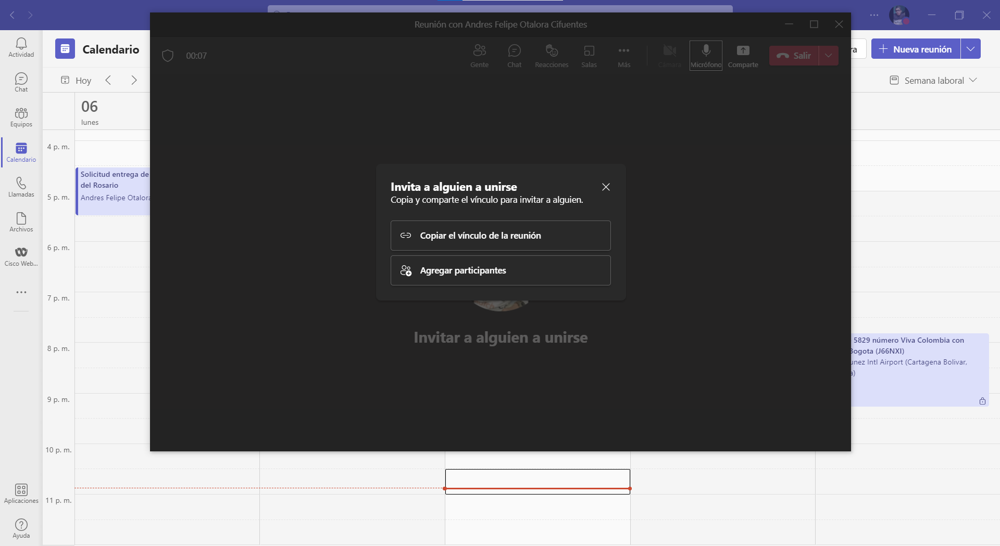 Reunión con Andres Felipe Otalora Cifuentes
Actividad
Chat
Equipos
Calendario
Llamadas
Archivos
Cisco Web...
Aplicaciones
Ayuda
Calendario
ra
Nueva reunión
Hoy
Semana laboral
06
lunes
4 p. m.
5 p. m.
6 p. m.
7 p. m.
8 p. m.
9 p. m.
10 p. m.
11 p. m.
Solicitud entrega de
del Rosario
Andres Felipe Otalora
00:07
Gente
Chat
Reacciones
Salas
Más
Cámara
Micrófono
Comparte
Salir
Invita a alguien a unirse
Copia y comparte el vínculo para invitar a alguien.
Copiar el vínculo de la reunión
Agregar participantes
Invitar a alguien a unirse
5829 número Viva Colombia con
Bogota (J66NXI)
unez Intl Airport (Cartagena Bolivar,
a)